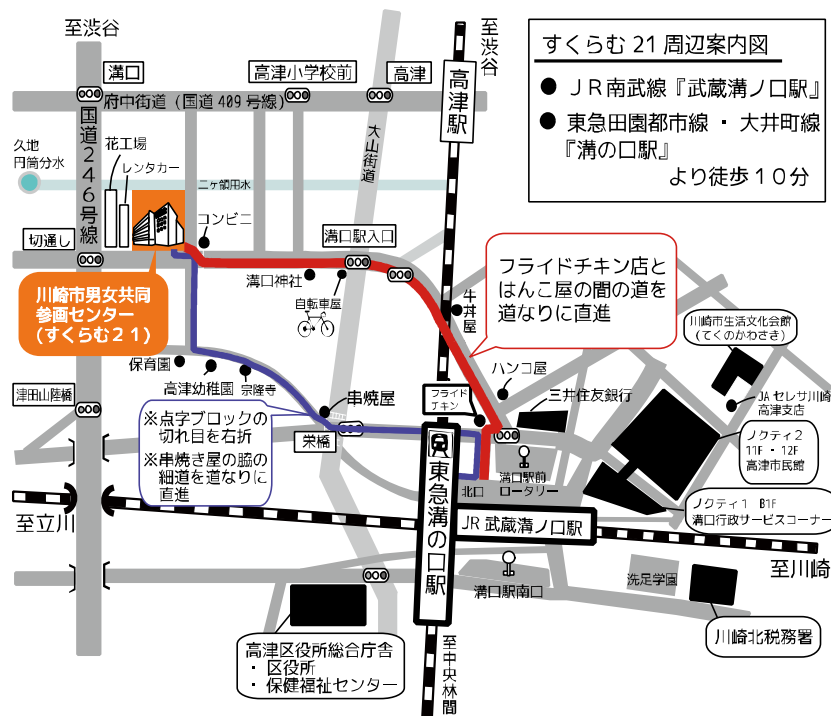 至渋谷
溝口
高津小学校前
高津
至渋谷
高津駅
府中街道(国道409号線)
国道246号線
大山街道
すくらむ21周辺案内図
● JR南武線『武蔵溝ノ口駅』
● 東急田園都市線・大井町線
『溝の口駅』
より徒歩10分
久地
円筒分水
花工場
レンタカー
二ヶ領用水
コンビニ
切通し
溝口駅入口
溝口神社
自転車屋
川崎市男女共同
参画センター
(すくらむ21)
フライドチキン店と
はんこ屋の間の道を
道なりに直進
牛丼屋
川崎市生活文化会館
(てくのかわさき)
保育園
高津幼稚園
宗隆寺
ハンコ屋
三井住友銀行
フライド
チキン
JAセレサ川崎
高津支店
津田山陸橋
串焼屋
栄橋
※点字ブロックの
切れ目を右折
※串焼き屋の脇の
細道を道なりに
直進
ノクティ2
11F・12F
高津市民館
溝口駅前
ロータリー
北口
ノクティ1 B1F
溝口行政サービスコーナー
至立川
東急溝の口駅
JR武蔵溝ノ口駅
至川崎
溝口駅南口
洗足学園
川崎北税務署
高津区役所総合庁舎
・区役所
・保健福祉センター
至中央林間